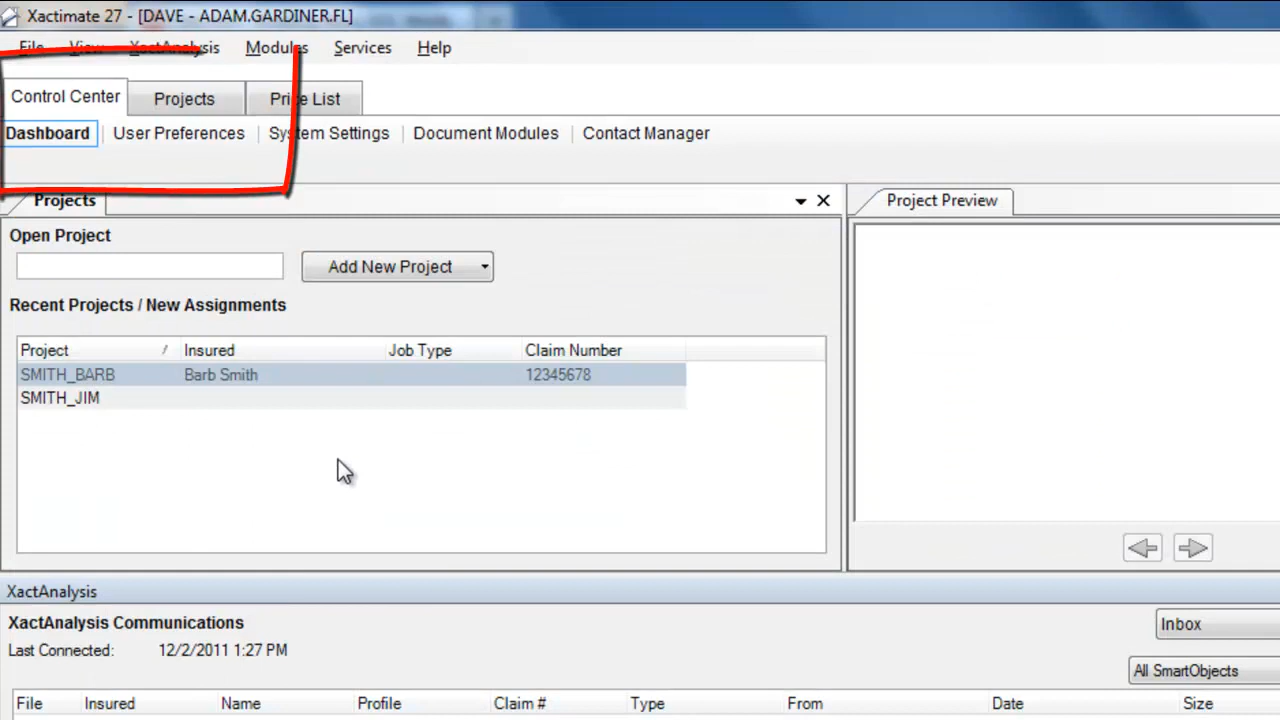 Xactimate 27 - [DAVE - ADAM.GARDINER.FL]
File View XactAnalysis Modules Services Help
Control Center Projects Price List
Dashboard User Preferences System Settings Document Modules Contact Manager
Projects
Project Preview
Open Project
Add New Project
Recent Projects / New Assignments
Project / Insured Job Type Claim Number
SMITH_BARB Barb Smith 12345678
SMITH_JIM
XactAnalysis
XactAnalysis Communications
Inbox
Last Connected: 12/2/2011 1:27 PM
All SmartObjects
File Insured Name Profile Claim # Type From Date Size